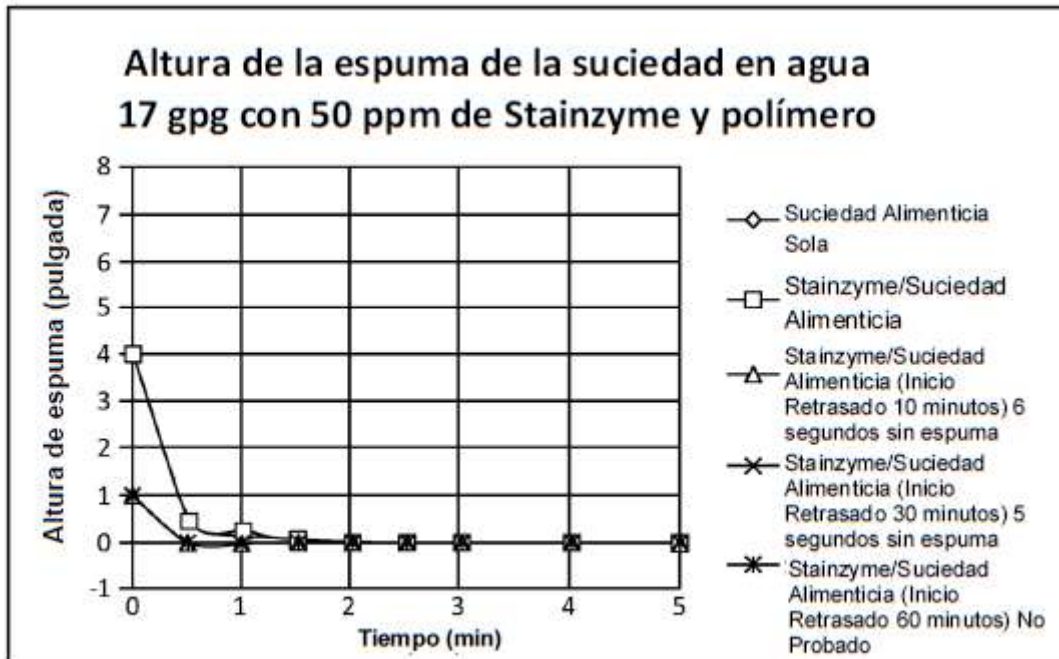 Altura de la espuma de la suciedad en agua
17 gpg con 50 ppm de Stainzyme y polímero
Altura de espuma (pulgada)
8
7
6
5
4
3
2
1
0
-1
0
1
2
3
4
5
Tiempo (min)
Suciedad Alimenticia
Sola
Stainzyme/Suciedad
Alimenticia
Stainzyme/Suciedad
Alimenticia (Inicio
Retrasado 10 minutos) 6
segundos sin espuma
Stainzyme/Suciedad
Alimenticia (Inicio
Retrasado 30 minutos) 5
segundos sin espuma
Stainzyme/Suciedad
Alimenticia (Inicio
Retrasado 60 minutos) No
Probado